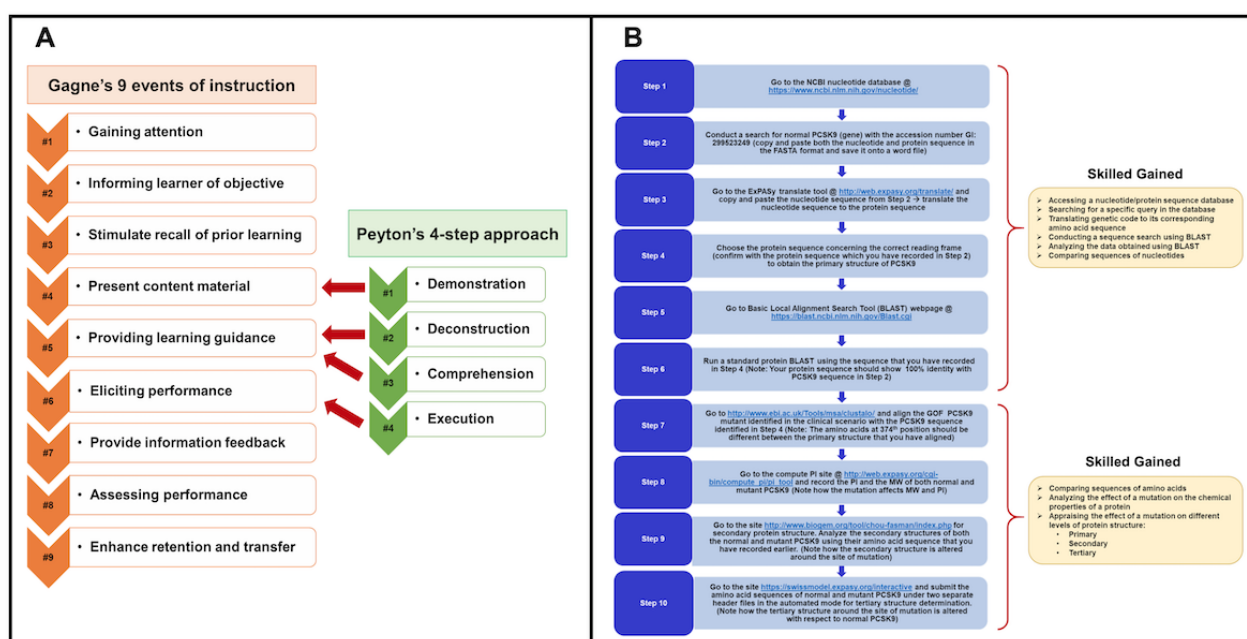 A
Gagne's 9 events of instruction
#1
• Gaining attention
#2
• Informing learner of objective
#3
• Stimulate recall of prior learning
#4
• Present content material
#5
• Providing learning guidance
#6
• Eliciting performance
#7
• Provide information feedback
#8
• Assessing performance
#9
• Enhance retention and transfer
Peyton's 4-step approach
#1
• Demonstration
#2
• Deconstruction
#3
• Comprehension
#4
• Execution
B
Step 1
Go to the NCBI nucleotide database @
https://www.ncbi.nlm.nih.gov/nucleotide/
Step 2
Conduct a search for normal PCSK9 (gene) with the accession number GI:
299523249 (copy and paste both the nucleotide and protein sequence in
the FASTA format and save it onto a word file)
Step 3
Go to the ExPASy translate tool @ http://web.expasy.org/translate/ and
copy and paste the nucleotide sequence from Step 2 → translate the
nucleotide sequence to the protein sequence
Step 4
Choose the protein sequence concerning the correct reading frame
(confirm with the protein sequence which you have recorded in Step 2)
to obtain the primary structure of PCSK9
Step 5
Go to Basic Local Alignment Search Tool (BLAST) webpage @
https://blast.ncbi.nlm.nih.gov/Blast.cgi
Step 6
Run a standard protein BLAST using the sequence that you have recorded
in Step 4 (Note: Your protein sequence should show 100% identity with
PCSK9 sequence in Step 2)
Step 7
Go to http://www.ebi.ac.uk/Tools/msa/clustalo/ and align the GOF PCSK9
mutant identified in the clinical scenario with the PCSK9 sequence
identified in Step 4 (Note: The amino acids at 374th position should be
different between the primary structure that you have aligned)
Step 8
Go to the compute PI site @ http://web.expasy.org/cgi-
bin/compute_pi/pi_tool and record the PI and the MW of both normal and
mutant PCSK9 (Note how the mutation affects MW and PI)
Step 9
Go to the site http://www.biogem.org/tool/chou-fasman/index.php for
secondary protein structure. Analyze the secondary structures of both
the normal and mutant PCSK9 using their amino acid sequence that you
have recorded earlier. (Note how the secondary structure is altered
around the site of mutation)
Step 10
Go to the site https://swissmodel.expasy.org/interactive and submit the
amino acid sequences of normal and mutant PCSK9 under two separate
header files in the automated mode for tertiary structure determination.
(Note how the tertiary structure around the site of mutation is altered
with respect to normal PCSK9)
Skilled Gained
➢ Accessing a nucleotide/protein sequence database
➢ Searching for a specific query in the database
➢ Translating genetic code to its corresponding
amino acid sequence
➢ Conducting a sequence search using BLAST
➢ Analyzing the data obtained using BLAST
➢ Comparing sequences of nucleotides
Skilled Gained
➢ Comparing sequences of amino acids
➢ Analyzing the effect of a mutation on the chemical
properties of a protein
➢ Appraising the effect of a mutation on different
levels of protein structure:
• Primary
• Secondary
• Tertiary